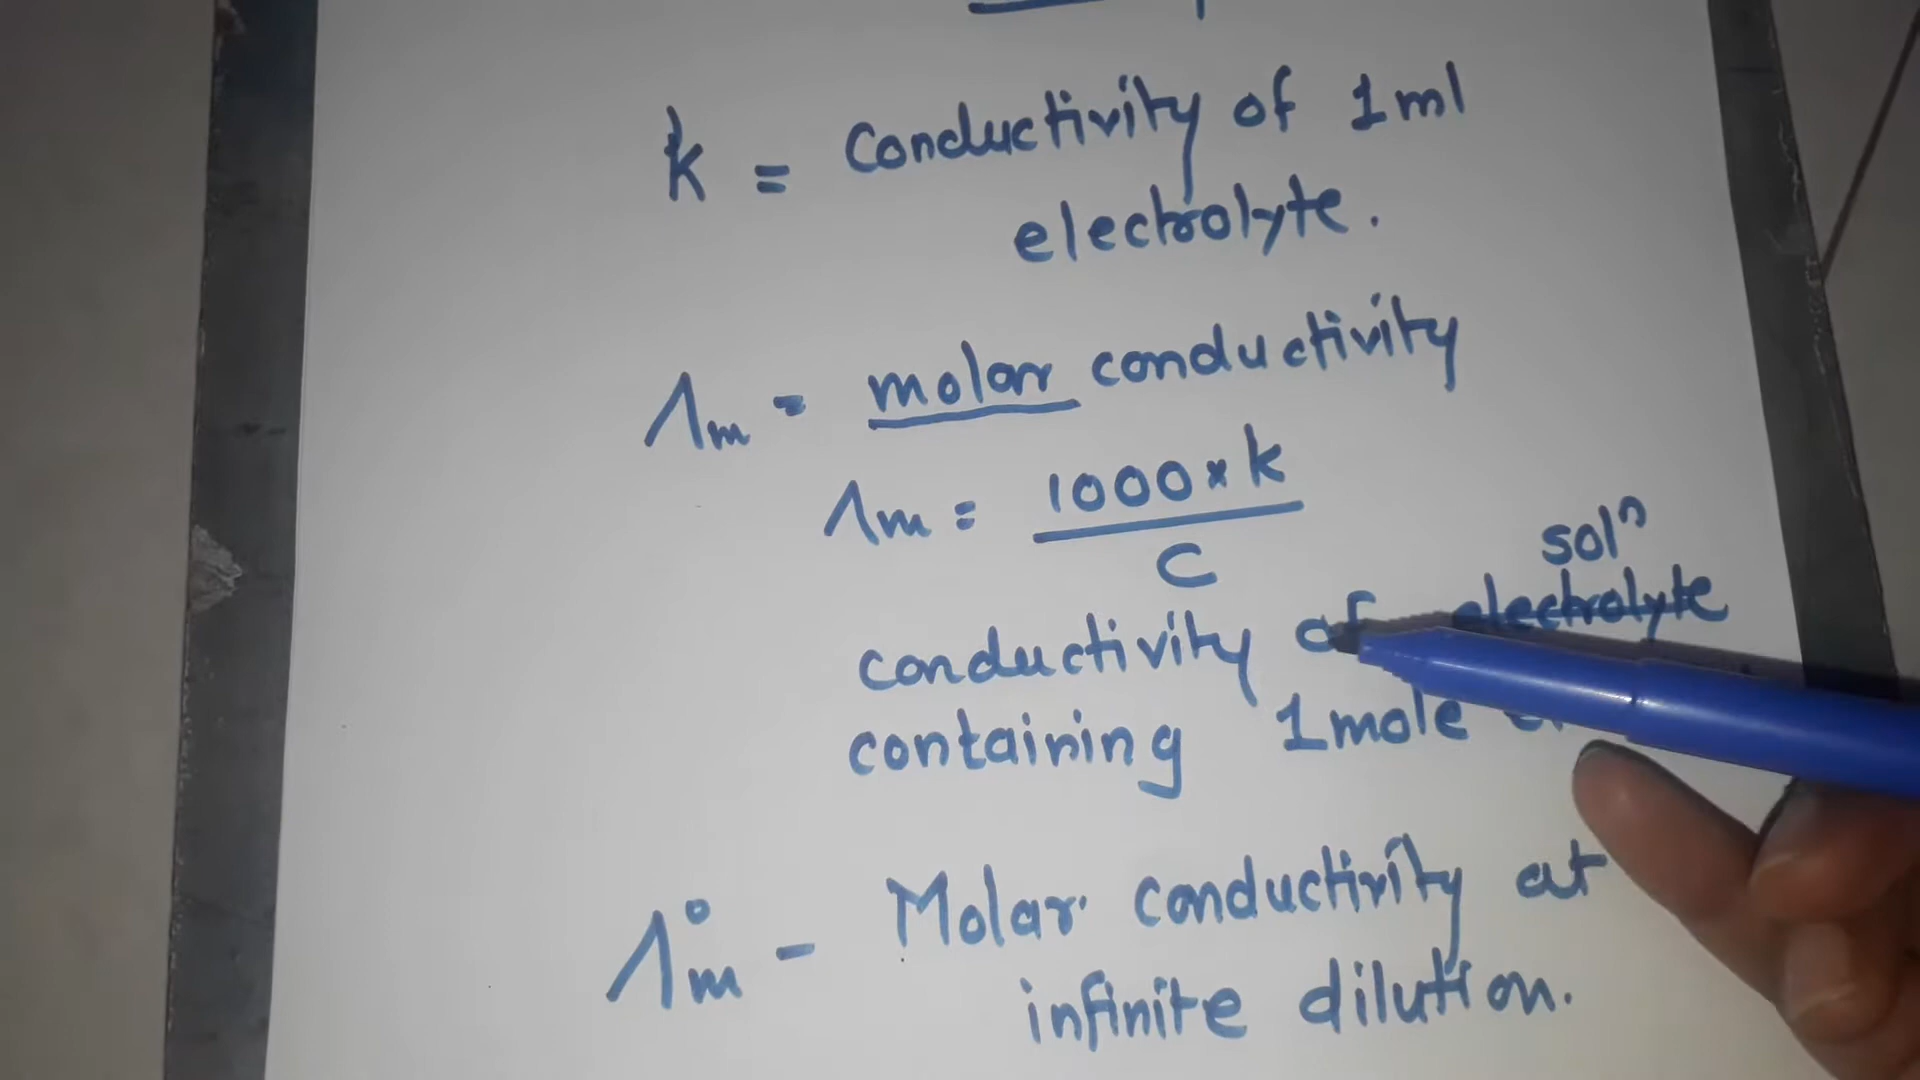 k = Conductivity of 1ml
electrolyte.
Λm = molar conductivity
Λm = 1000 × k
C
solⁿ
conductivity of electrolyte
containing 1mole
Λ°m - Molar conductivity at
infinite dilution.